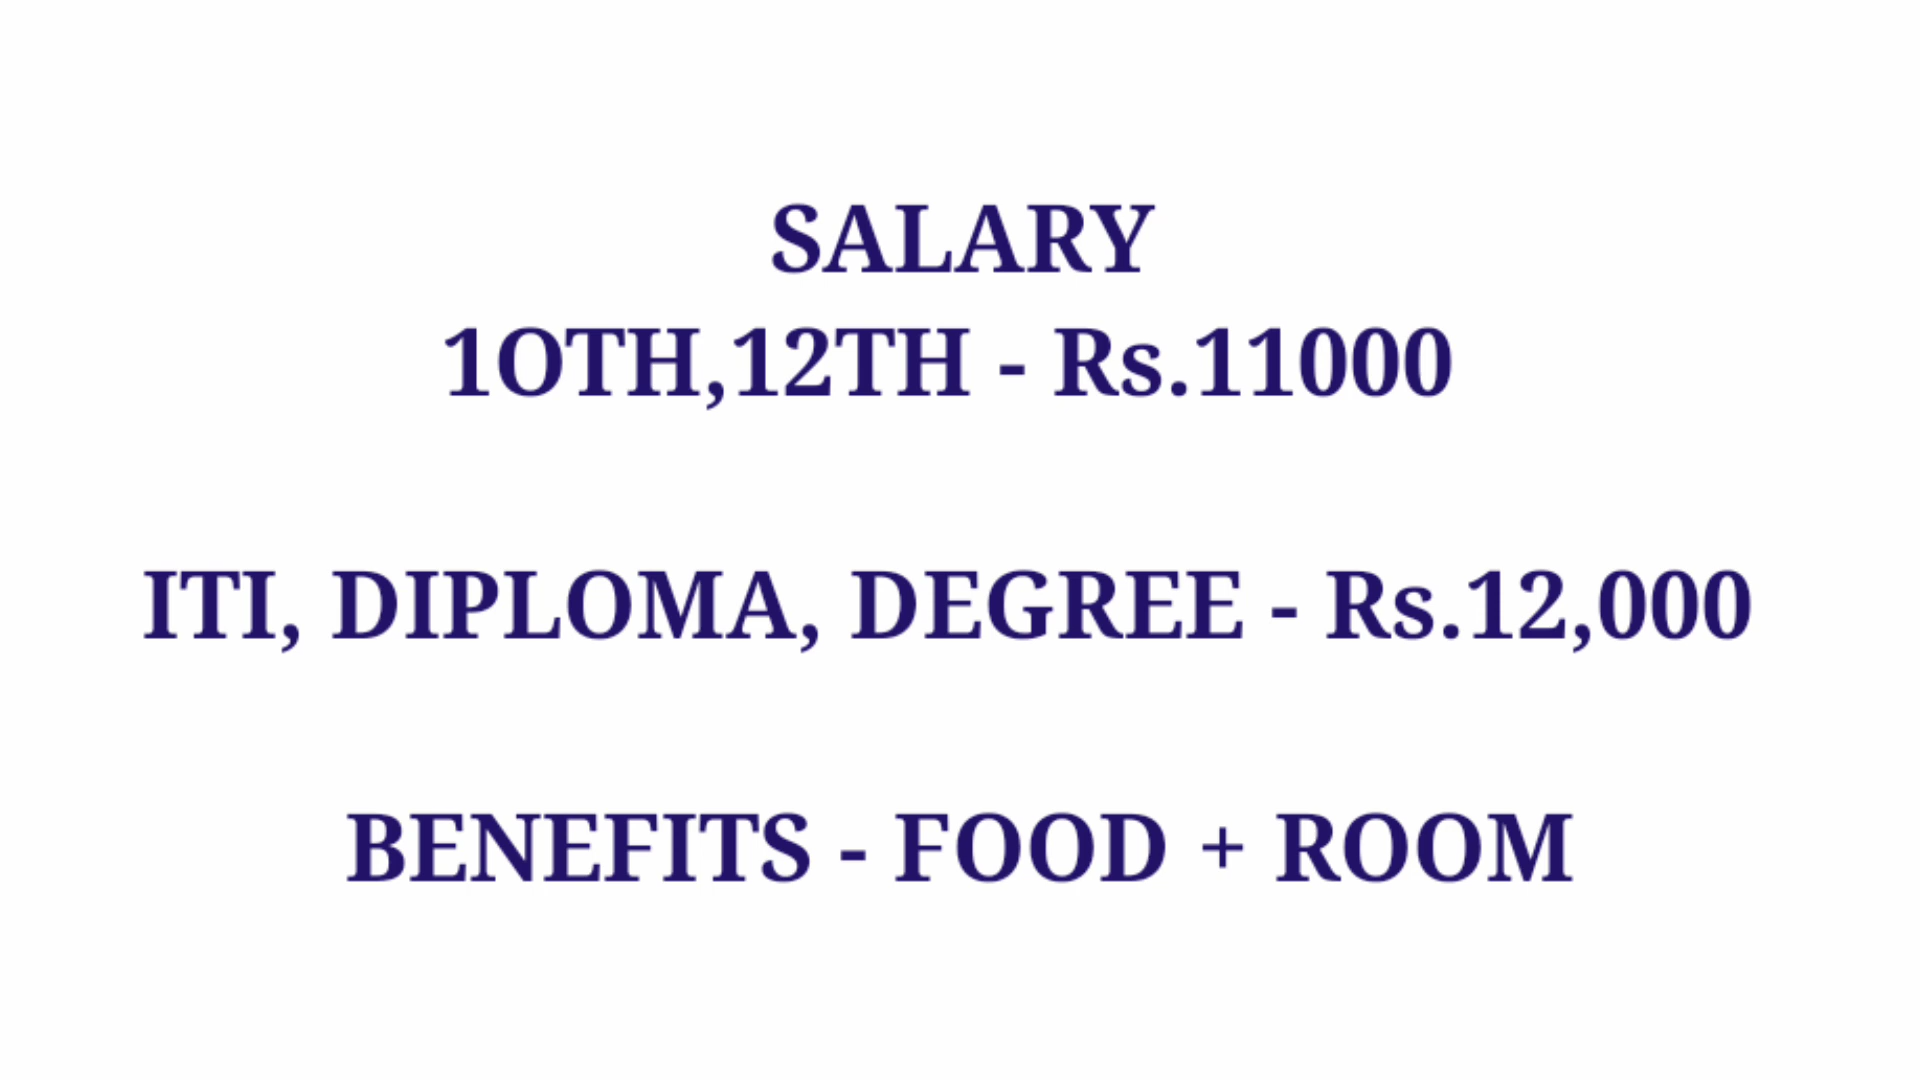 SALARY
1OTH,12TH - Rs.11000
ITI, DIPLOMA, DEGREE - Rs.12,000
BENEFITS - FOOD + ROOM